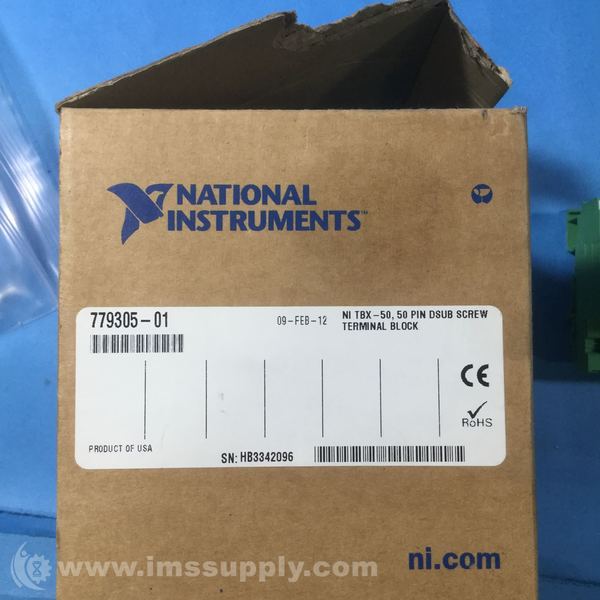 NATIONAL
INSTRUMENTS™
779305-01
09-FEB-12
NI TBX-50, 50 PIN DSUB SCREW
TERMINAL BLOCK
CE
RoHS
PRODUCT OF USA
SN: HB3342096
ni.com
www.imssupply.com